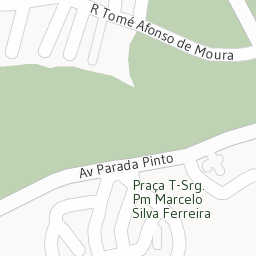 R Tomé Afonso de Moura
Av Parada Pinto
Praça T-Srg.
Pm Marcelo
Silva Ferreira